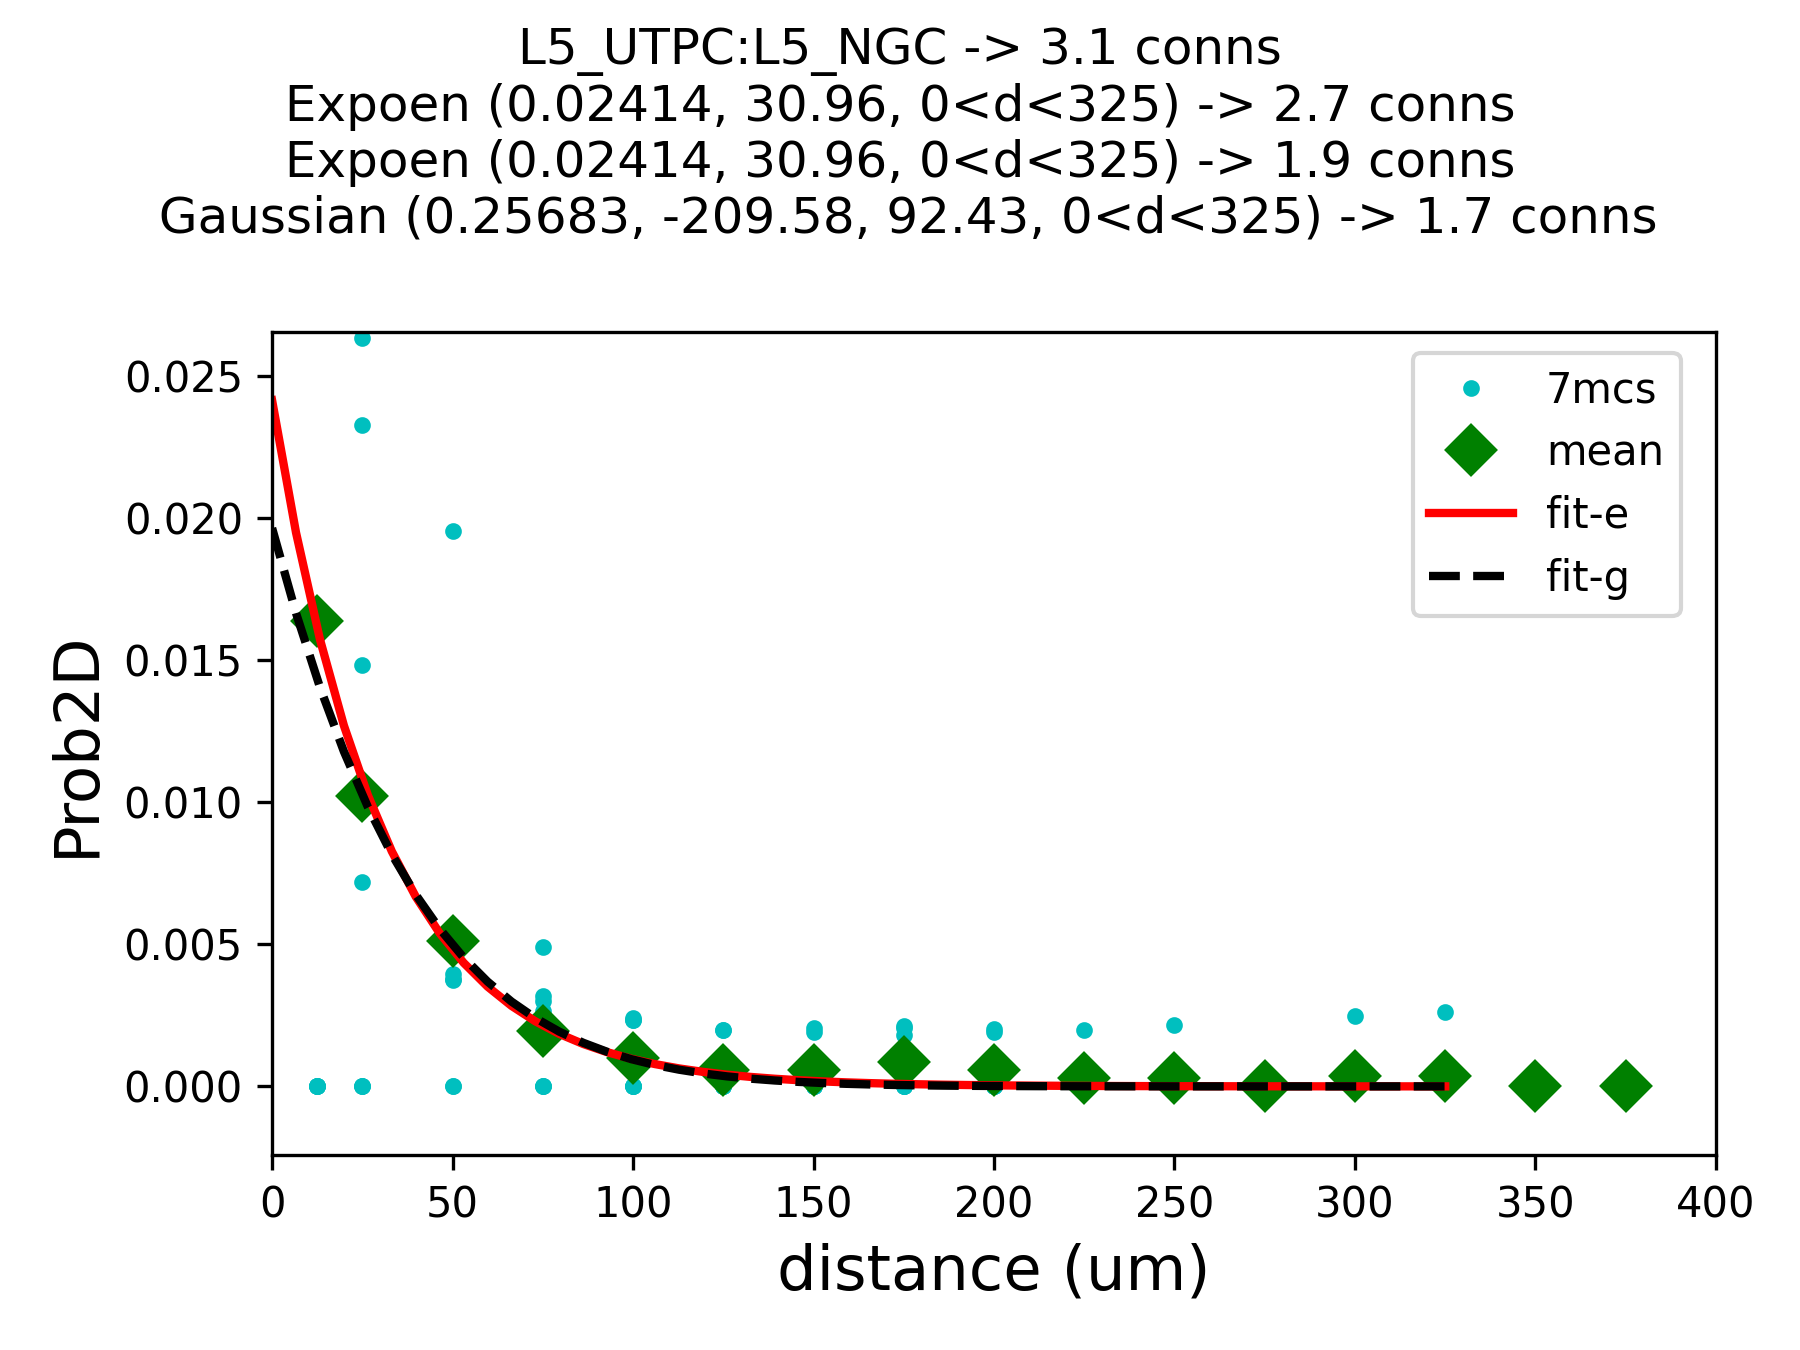 L5_UTPC:L5_NGC -> 3.1 conns
Expoen (0.02414, 30.96, 0<d<325) -> 2.7 conns
Expoen (0.02414, 30.96, 0<d<325) -> 1.9 conns
Gaussian (0.25683, -209.58, 92.43, 0<d<325) -> 1.7 conns
7mcs
mean
fit-e
fit-g
Prob2D
0.025
0.020
0.015
0.010
0.005
0.000
0 50 100 150 200 250 300 350 400
distance (um)